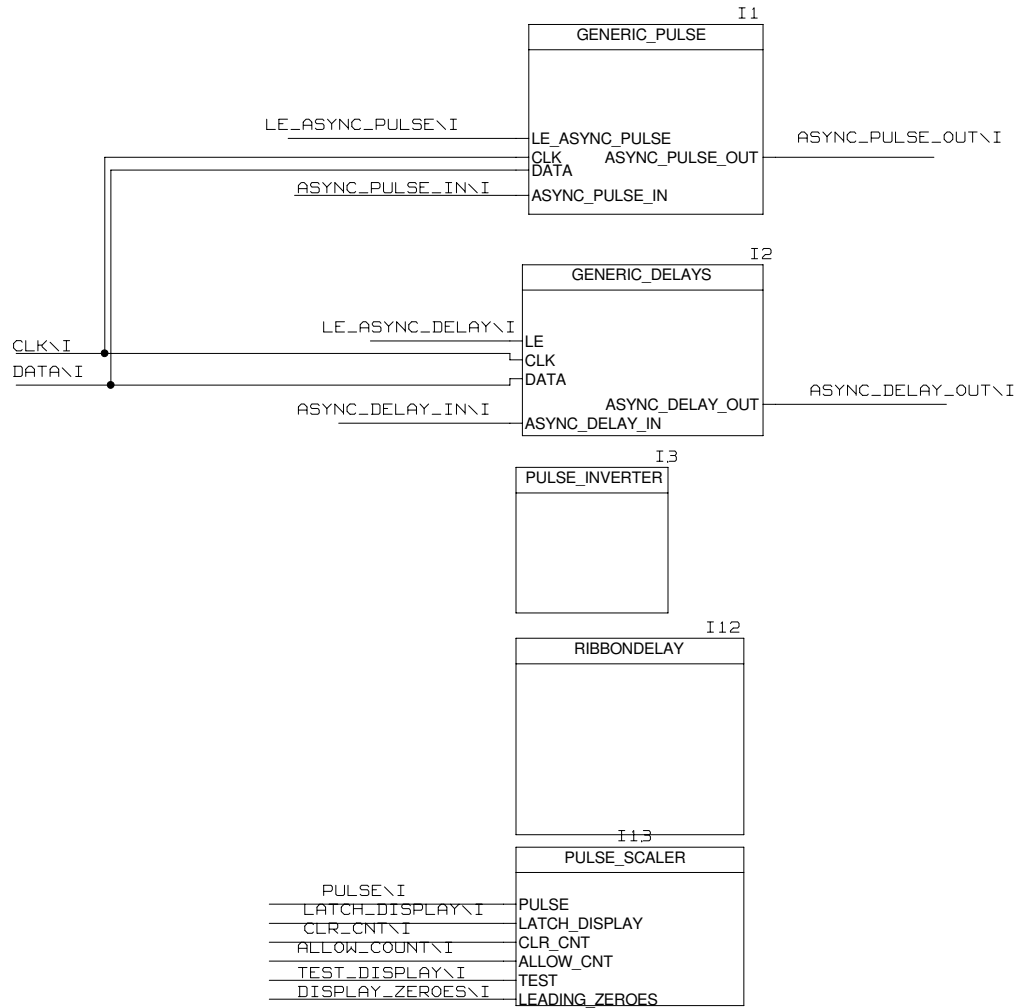 I1
GENERIC_PULSE
LE_ASYNC_PULSE\I
LE_ASYNC_PULSE
ASYNC_PULSE_OUT\I
CLK
ASYNC_PULSE_OUT
DATA
ASYNC_PULSE_IN\I
ASYNC_PULSE_IN
I2
GENERIC_DELAYS
LE_ASYNC_DELAY\I
LE
CLK\I
CLK
DATA\I
DATA
ASYNC_DELAY_OUT\I
ASYNC_DELAY_OUT
ASYNC_DELAY_IN\I
ASYNC_DELAY_IN
I3
PULSE_INVERTER
I12
RIBBONDELAY
I13
PULSE_SCALER
PULSE\I
PULSE
LATCH_DISPLAY\I
LATCH_DISPLAY
CLR_CNT\I
CLR_CNT
ALLOW_COUNT\I
ALLOW_CNT
TEST_DISPLAY\I
TEST
DISPLAY_ZEROES\I
LEADING_ZEROES